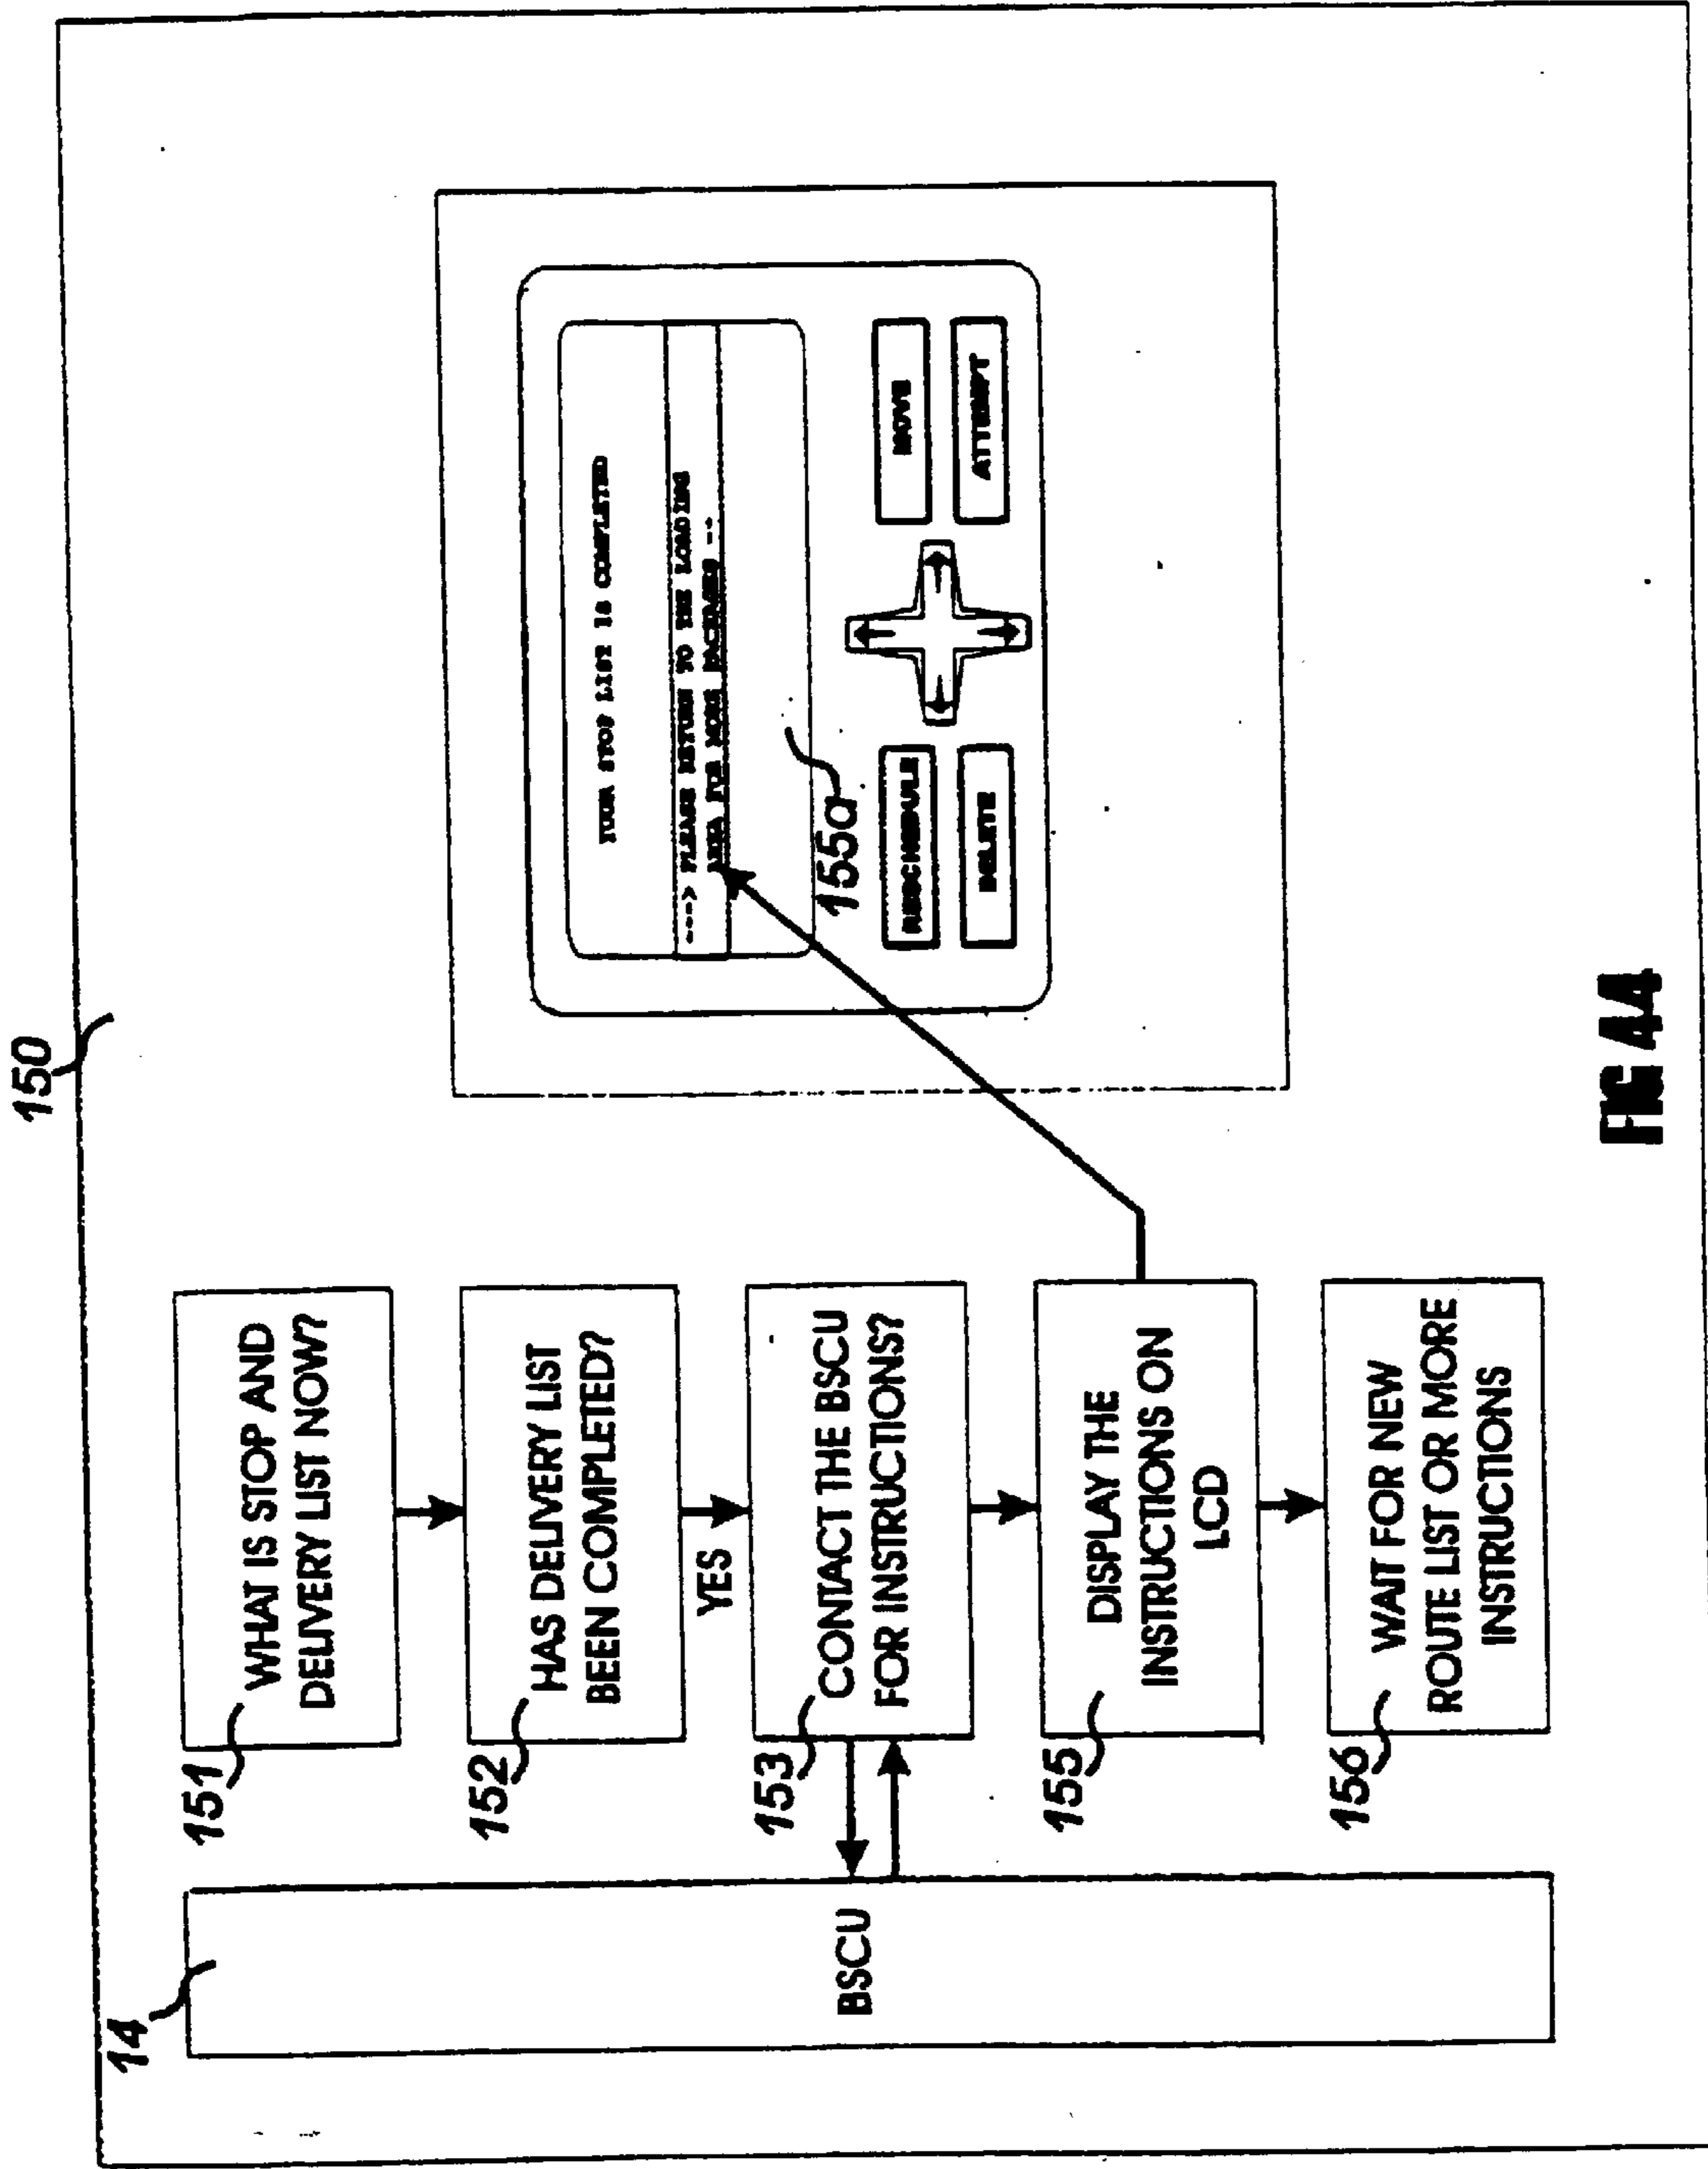 150
14
BSCU
151
WHAT IS STOP AND
DELIVERY LIST NOW?
152
HAS DELIVERY LIST
BEEN COMPLETED?
YES
153
CONTACT THE BSCU
FOR INSTRUCTIONS?
155
DISPLAY THE
INSTRUCTIONS ON
LCD
156
WAIT FOR NEW
ROUTE LIST OR MORE
INSTRUCTIONS
YOUR STOP LIST IS COMPLETED
---> PLEASE RETURN TO THE LOADING
AREA FOR MORE PACKAGES --
155a
RESCHEDULE
MOVE
DELETE
ATTEMPT
FIG 4A